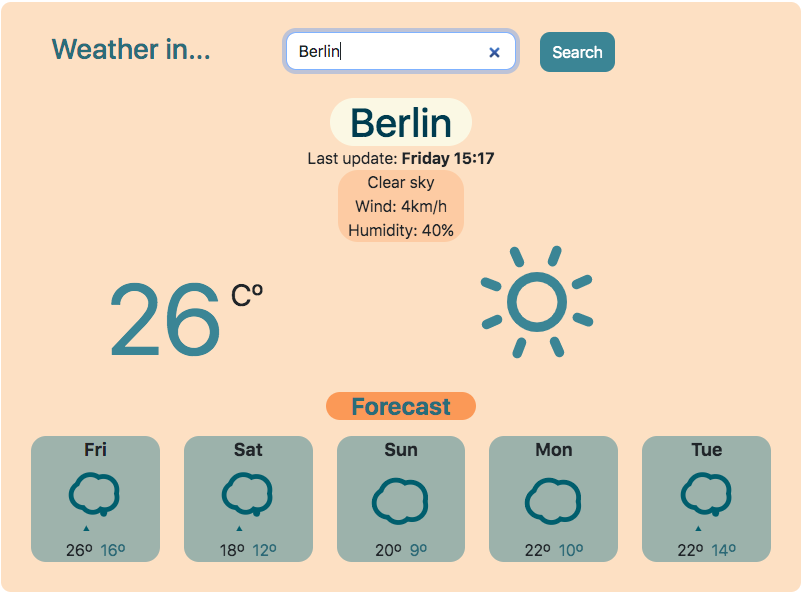 Weather in...
Berlin
Search
Berlin
Last update: Friday 15:17
Clear sky
Wind: 4km/h
Humidity: 40%
26 Cº
Forecast
Fri
26º 16º
Sat
18º 12º
Sun
20º 9º
Mon
22º 10º
Tue
22º 14º